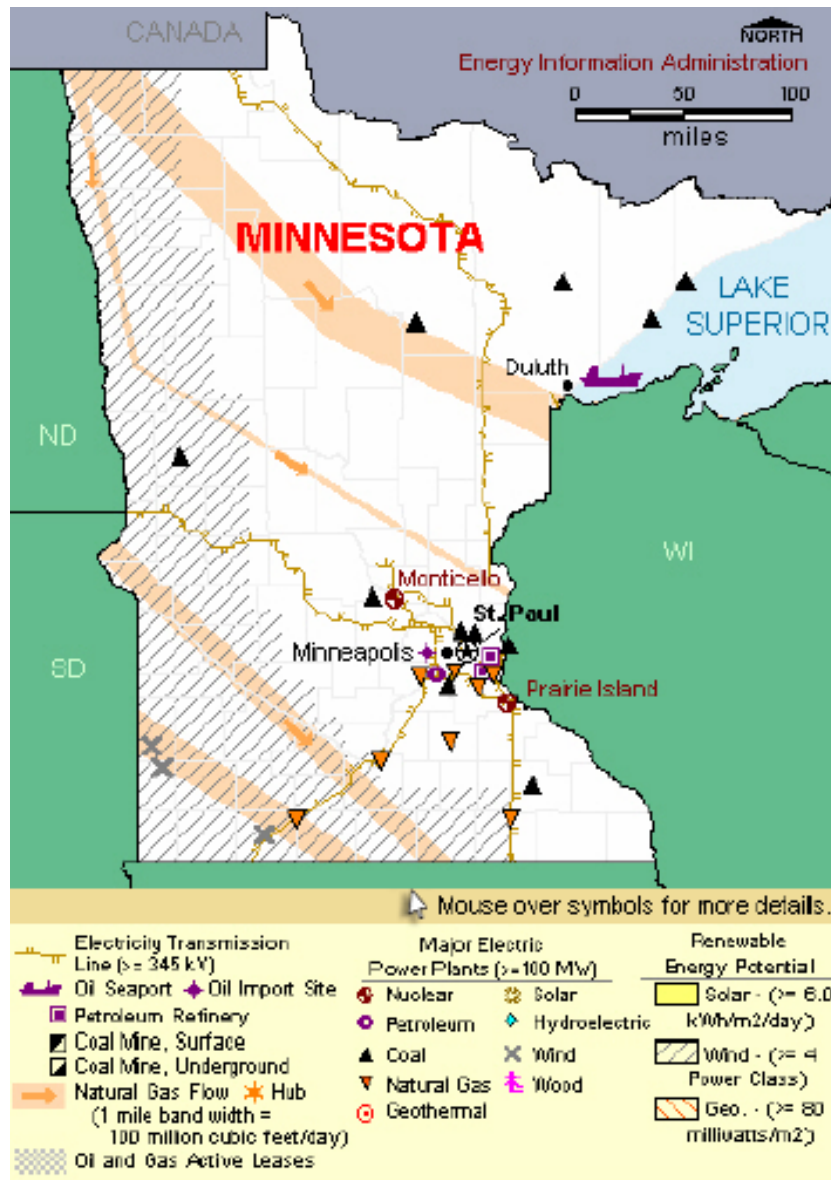 CANADA
NORTH
Energy Information Administration
0 50 100
miles
MINNESOTA
LAKE
SUPERIOR
Duluth
ND
WI
Monticello
St. Paul
Minneapolis
SD
Prairie Island
Mouse over symbols for more details.
Electricity Transmission
Line (>= 345 kV)
Oil Seaport Oil Import Site
Petroleum Refinery
Coal Mine, Surface
Coal Mine, Underground
Natural Gas Flow Hub
(1 mile band width =
100 million cubic feet/day)
Oil and Gas Active Leases
Major Electric
Power Plants (>=100 MW)
Nuclear Solar
Petroleum Hydroelectric
Coal Wind
Natural Gas Wood
Geothermal
Renewable
Energy Potential
Solar - (>= 6.0
kWh/m2/day)
Wind - (>= 4
Power Class)
Geo. - (>= 80
milliwatts/m2)